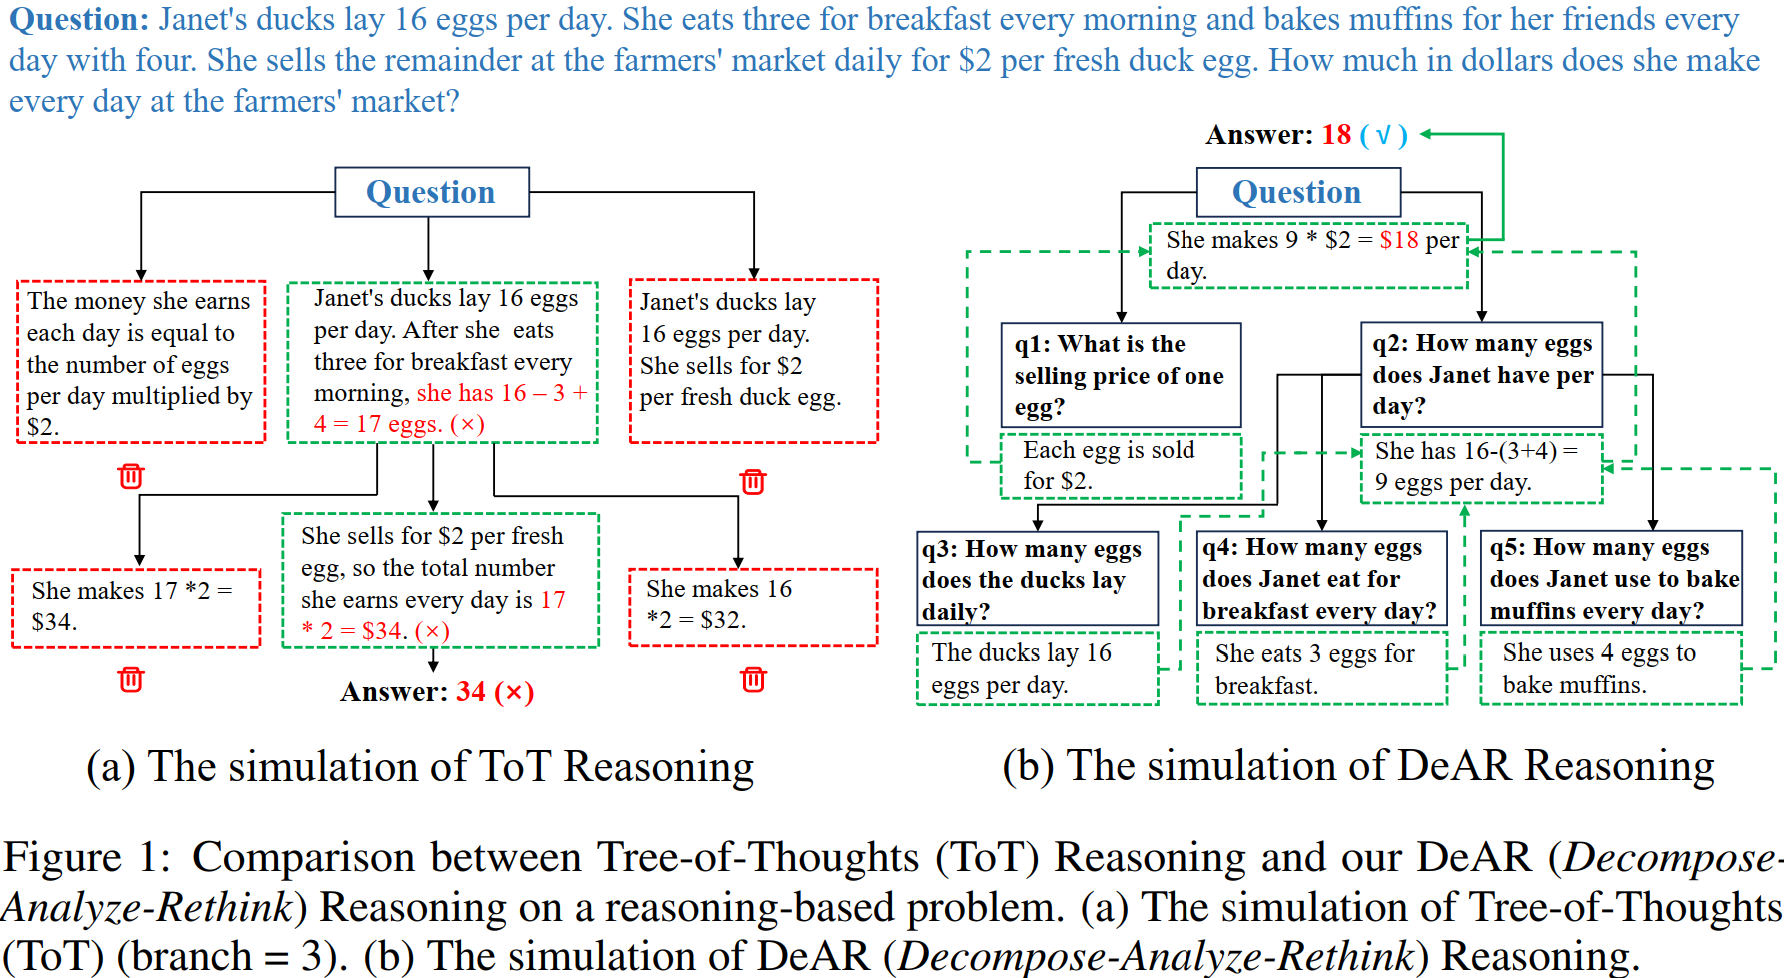 Question: Janet's ducks lay 16 eggs per day. She eats three for breakfast every morning and bakes muffins for her friends every
day with four. She sells the remainder at the farmers' market daily for $2 per fresh duck egg. How much in dollars does she make
every day at the farmers' market?
Question
The money she earns
each day is equal to
the number of eggs
per day multiplied by
$2.
Janet's ducks lay 16 eggs
per day. After she eats
three for breakfast every
morning, she has 16 – 3 +
4 = 17 eggs. (×)
Janet's ducks lay
16 eggs per day.
She sells for $2
per fresh duck egg.
She makes 17 *2 =
$34.
She sells for $2 per fresh
egg, so the total number
she earns every day is 17
* 2 = $34. (×)
She makes 16
*2 = $32.
Answer: 34 (×)
(a) The simulation of ToT Reasoning
Answer: 18 ( √ )
Question
She makes 9 * $2 = $18 per
day.
q1: What is the
selling price of one
egg?
Each egg is sold
for $2.
q2: How many eggs
does Janet have per
day?
She has 16-(3+4) =
9 eggs per day.
q3: How many eggs
does the ducks lay
daily?
The ducks lay 16
eggs per day.
q4: How many eggs
does Janet eat for
breakfast every day?
She eats 3 eggs for
breakfast.
q5: How many eggs
does Janet use to bake
muffins every day?
She uses 4 eggs to
bake muffins.
(b) The simulation of DeAR Reasoning
Figure 1: Comparison between Tree-of-Thoughts (ToT) Reasoning and our DeAR (Decompose-
Analyze-Rethink) Reasoning on a reasoning-based problem. (a) The simulation of Tree-of-Thoughts
(ToT) (branch = 3). (b) The simulation of DeAR (Decompose-Analyze-Rethink) Reasoning.